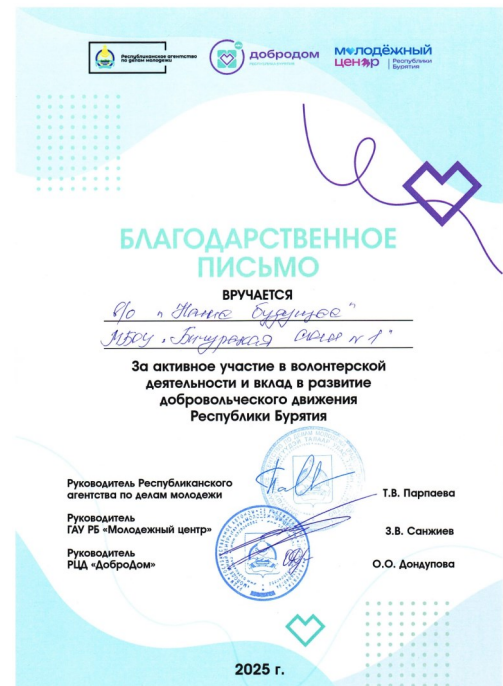 Республиканское агентство
по делам молодежи
добродом
молодёжный
центр
Республики
Бурятия
БЛАГОДАРСТВЕННОЕ
ПИСЬМО
ВРУЧАЕТСЯ
в/о "Наше будущее"
МБОУ "Бичурская СОШ № 1"
За активное участие в волонтерской
деятельности и вклад в развитие
добровольческого движения
Республики Бурятия
Руководитель Республиканского
агентства по делам молодежи
Т.В. Парпаева
Руководитель
ГАУ РБ «Молодежный центр»
З.В. Санжиев
Руководитель
РЦД «ДоброДом»
О.О. Дондупова
2025 г.